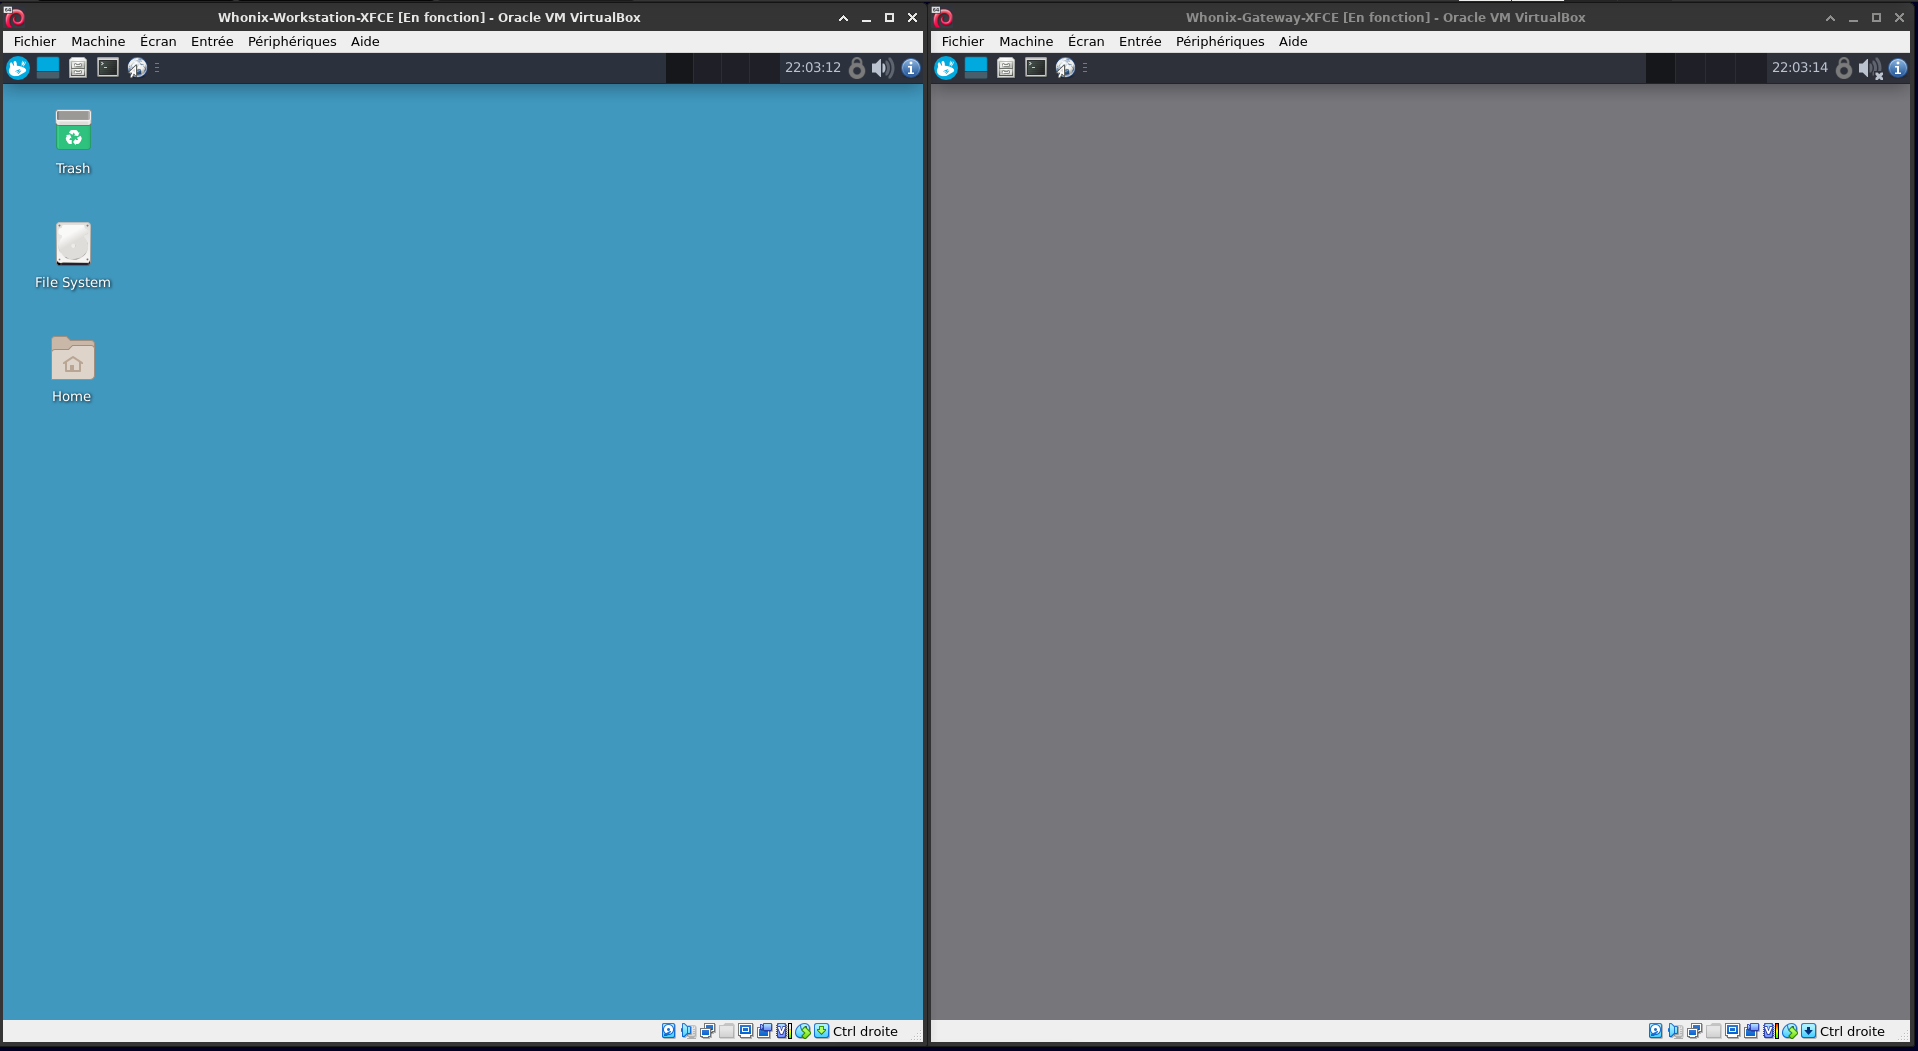 Whonix-Workstation-XFCE [En fonction] - Oracle VM VirtualBox
Fichier Machine Écran Entrée Périphériques Aide
22:03:12
Trash
File System
Home
Ctrl droite
Whonix-Gateway-XFCE [En fonction] - Oracle VM VirtualBox
Fichier Machine Écran Entrée Périphériques Aide
22:03:14
Ctrl droite